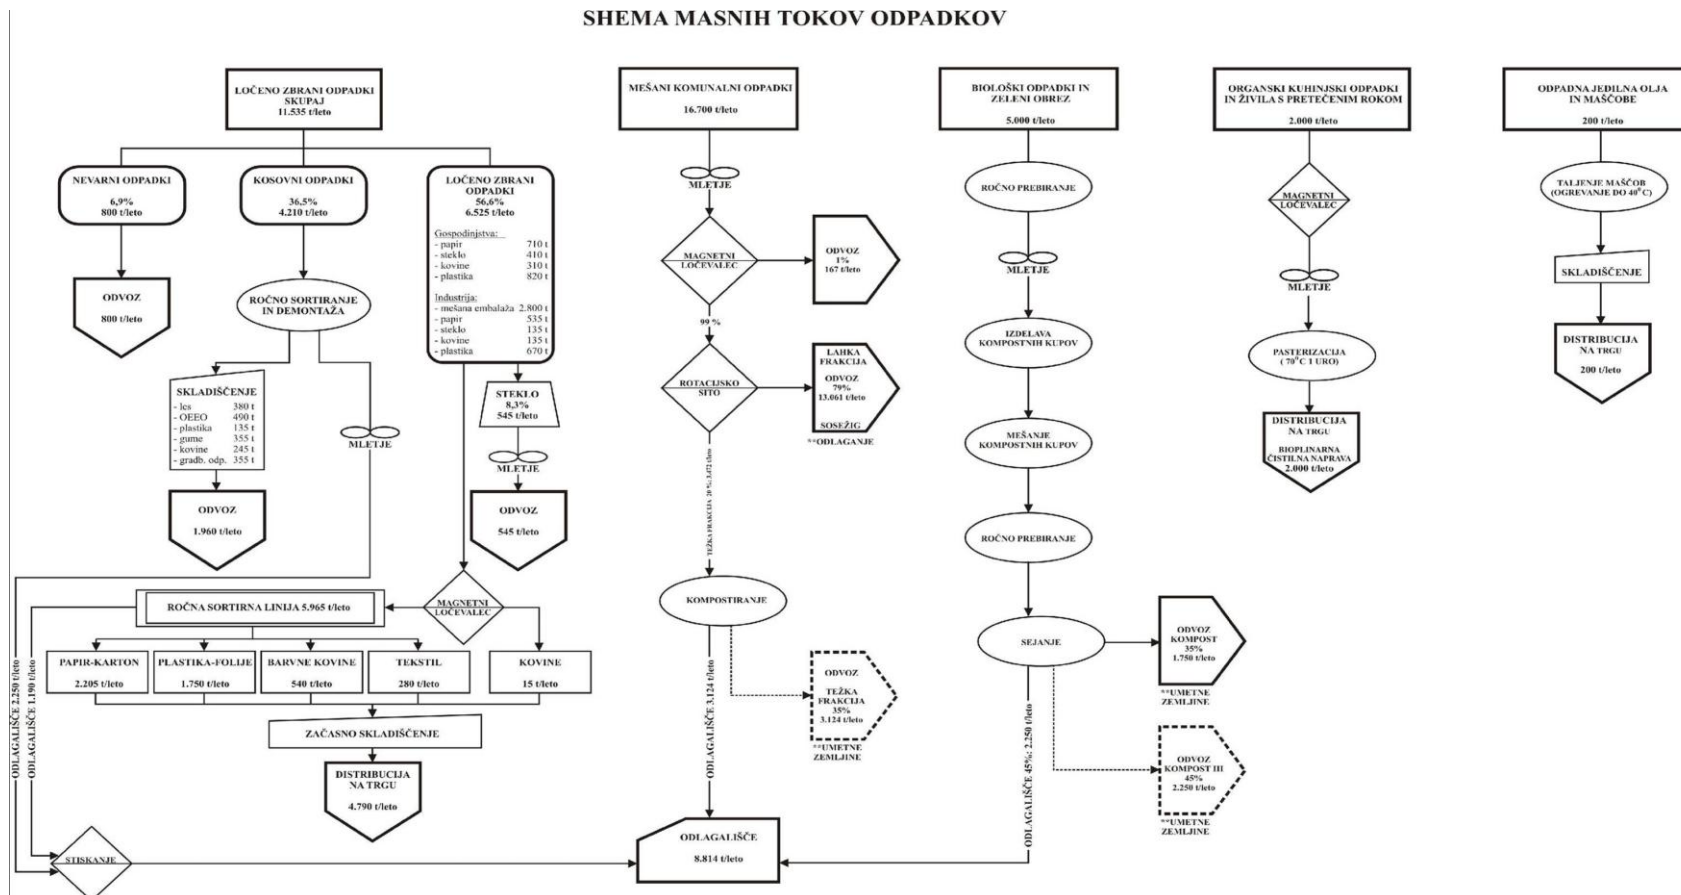 SHEMA MASNIH TOKOV ODPADKOV
LOČENO ZBRANI ODPADKI
SKUPAJ
11.535 t/leto
NEVARNI ODPADKI
6,9%
800 t/leto
ODVOZ
800 t/leto
KOSOVNI ODPADKI
36,5%
4.210 t/leto
ROČNO SORTIRANJE
IN DEMONTAŽA
SKLADIŠČENJE
- les 380 t
- OEEO 490 t
- plastika 135 t
- gume 355 t
- kovine 245 t
- gradb. odp. 355 t
ODVOZ
1.960 t/leto
MLETJE
LOČENO ZBRANI
ODPADKI
56,6%
6.525 t/leto
Gospodinjstva:
- papir 710 t
- steklo 410 t
- kovine 310 t
- plastika 820 t
Industrija:
- mešana embalaža 2.800 t
- papir 535 t
- steklo 135 t
- kovine 135 t
- plastika 670 t
STEKLO
8,3%
545 t/leto
MLETJE
ODVOZ
545 t/leto
MAGNETNI
LOČEVALEC
ROČNA SORTIRNA LINIJA 5.965 t/leto
PAPIR-KARTON
2.205 t/leto
PLASTIKA-FOLIJE
1.750 t/leto
BARVNE KOVINE
540 t/leto
TEKSTIL
280 t/leto
KOVINE
15 t/leto
ZAČASNO SKLADIŠČENJE
DISTRIBUCIJA
NA TRGU
4.790 t/leto
ODLAGALIŠČE 2.250 t/leto
ODLAGALIŠČE 1.190 t/leto
STISKANJE
MEŠANI KOMUNALNI ODPADKI
16.700 t/leto
MLETJE
MAGNETNI
LOČEVALEC
ODVOZ
1%
167 t/leto
99 %
ROTACIJSKO
SITO
LAHKA
FRAKCIJA
ODVOZ
79%
13.061 t/leto
SOSEŽIG
**ODLAGANJE
TEŽKA FRAKCIJA 20 %: 3.472 t/leto
KOMPOSTIRANJE
ODLAGALIŠČE 3.124 t/leto
ODVOZ
TEŽKA
FRAKCIJA
35%
3.124 t/leto
**UMETNE
ZEMLJINE
ODLAGALIŠČE
8.814 t/leto
BIOLOŠKI ODPADKI IN
ZELENI OBREZ
5.000 t/leto
ROČNO PREBIRANJE
MLETJE
IZDELAVA
KOMPOSTNIH KUPOV
MEŠANJE
KOMPOSTNIH KUPOV
ROČNO PREBIRANJE
SEJANJE
ODVOZ
KOMPOST
35%
1.750 t/leto
**UMETNE
ZEMLJINE
ODVOZ
KOMPOST III
45%
2.250 t/leto
**UMETNE
ZEMLJINE
ODLAGALIŠČE 45%: 2.250 t/leto
ORGANSKI KUHINJSKI ODPADKI
IN ŽIVILA S PRETEČENIM ROKOM
2.000 t/leto
MAGNETNI
LOČEVALEC
MLETJE
PASTERIZACIJA
( 70°C 1 URO)
DISTRIBUCIJA
NA TRGU
BIOPLINARNA
ČISTILNA NAPRAVA
2.000 t/leto
ODPADNA JEDILNA OLJA
IN MAŠČOBE
200 t/leto
TALJENJE MAŠČOB
(OGREVANJE DO 40°C)
SKLADIŠČENJE
DISTRIBUCIJA
NA TRGU
200 t/leto